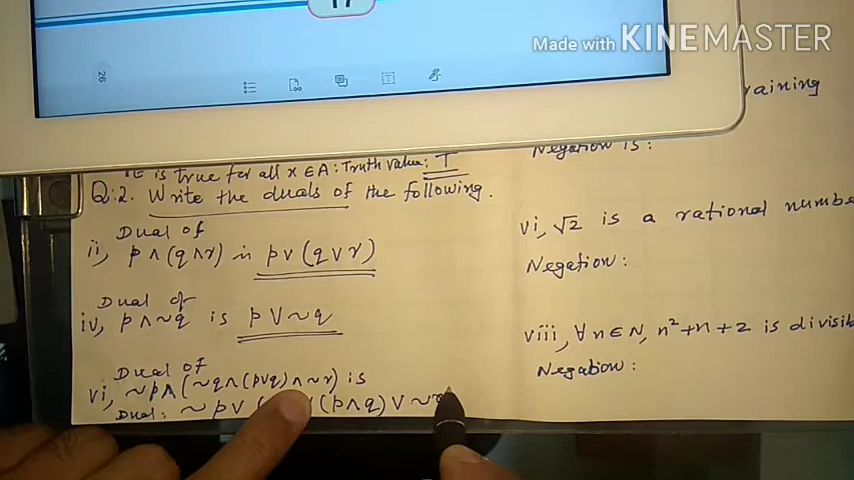 17
Made with KINEMASTER
26
is true for all x ∈ A : Truth value : T
Q:2. Write the duals of the following.
Dual of
ii, p ∧ (q ∧ r) is p ∨ (q ∨ r)
Dual of
iv, p ∧ ~q is p ∨ ~q
Dual of
vi, ~p ∧ (~q ∧ (p ∨ q) ∧ ~r) is
Dual: ~ p ∨ (p ∧ q) ∨ ~r
raining
Negation is:
vi, √2 is a rational numbe
Negation:
viii, ∀ n ∈ N, n² + n + 2 is divisib
Negation: